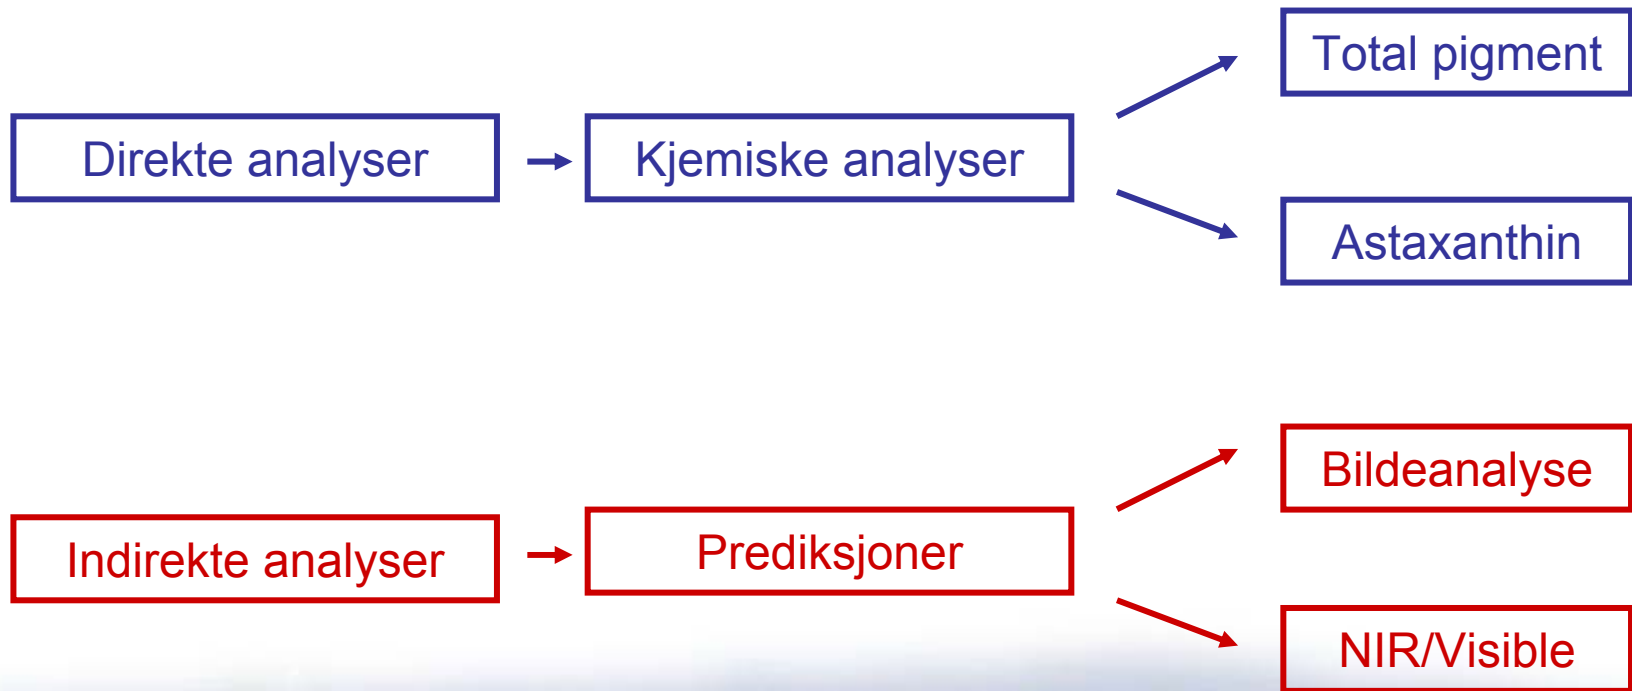 Total pigment
Direkte analyser
Kjemiske analyser
Astaxanthin
Bildeanalyse
Indirekte analyser
Prediksjoner
NIR/Visible